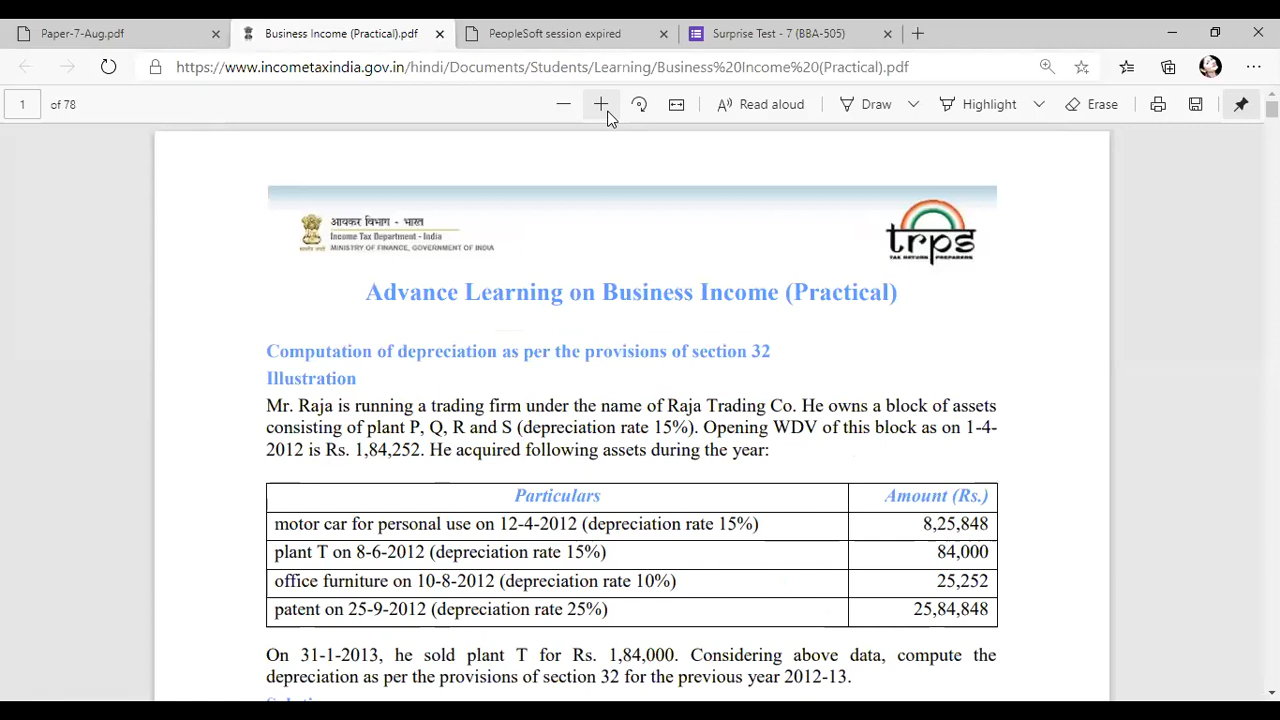 Paper-7-Aug.pdf
Business Income (Practical).pdf
PeopleSoft session expired
Surprise Test - 7 (BBA-505)
https://www.incometaxindia.gov.in/hindi/Documents/Students/Learning/Business%20Income%20(Practical).pdf
1 of 78
Read aloud
Draw
Highlight
Erase
आयकर विभाग - भारत
Income Tax Department - India
MINISTRY OF FINANCE, GOVERNMENT OF INDIA
trps
TAX RETURN PREPARERS
Advance Learning on Business Income (Practical)
Computation of depreciation as per the provisions of section 32
Illustration
Mr. Raja is running a trading firm under the name of Raja Trading Co. He owns a block of assets
consisting of plant P, Q, R and S (depreciation rate 15%). Opening WDV of this block as on 1-4-
2012 is Rs. 1,84,252. He acquired following assets during the year:
Particulars Amount (Rs.)
motor car for personal use on 12-4-2012 (depreciation rate 15%) 8,25,848
plant T on 8-6-2012 (depreciation rate 15%) 84,000
office furniture on 10-8-2012 (depreciation rate 10%) 25,252
patent on 25-9-2012 (depreciation rate 25%) 25,84,848
On 31-1-2013, he sold plant T for Rs. 1,84,000. Considering above data, compute the
depreciation as per the provisions of section 32 for the previous year 2012-13.